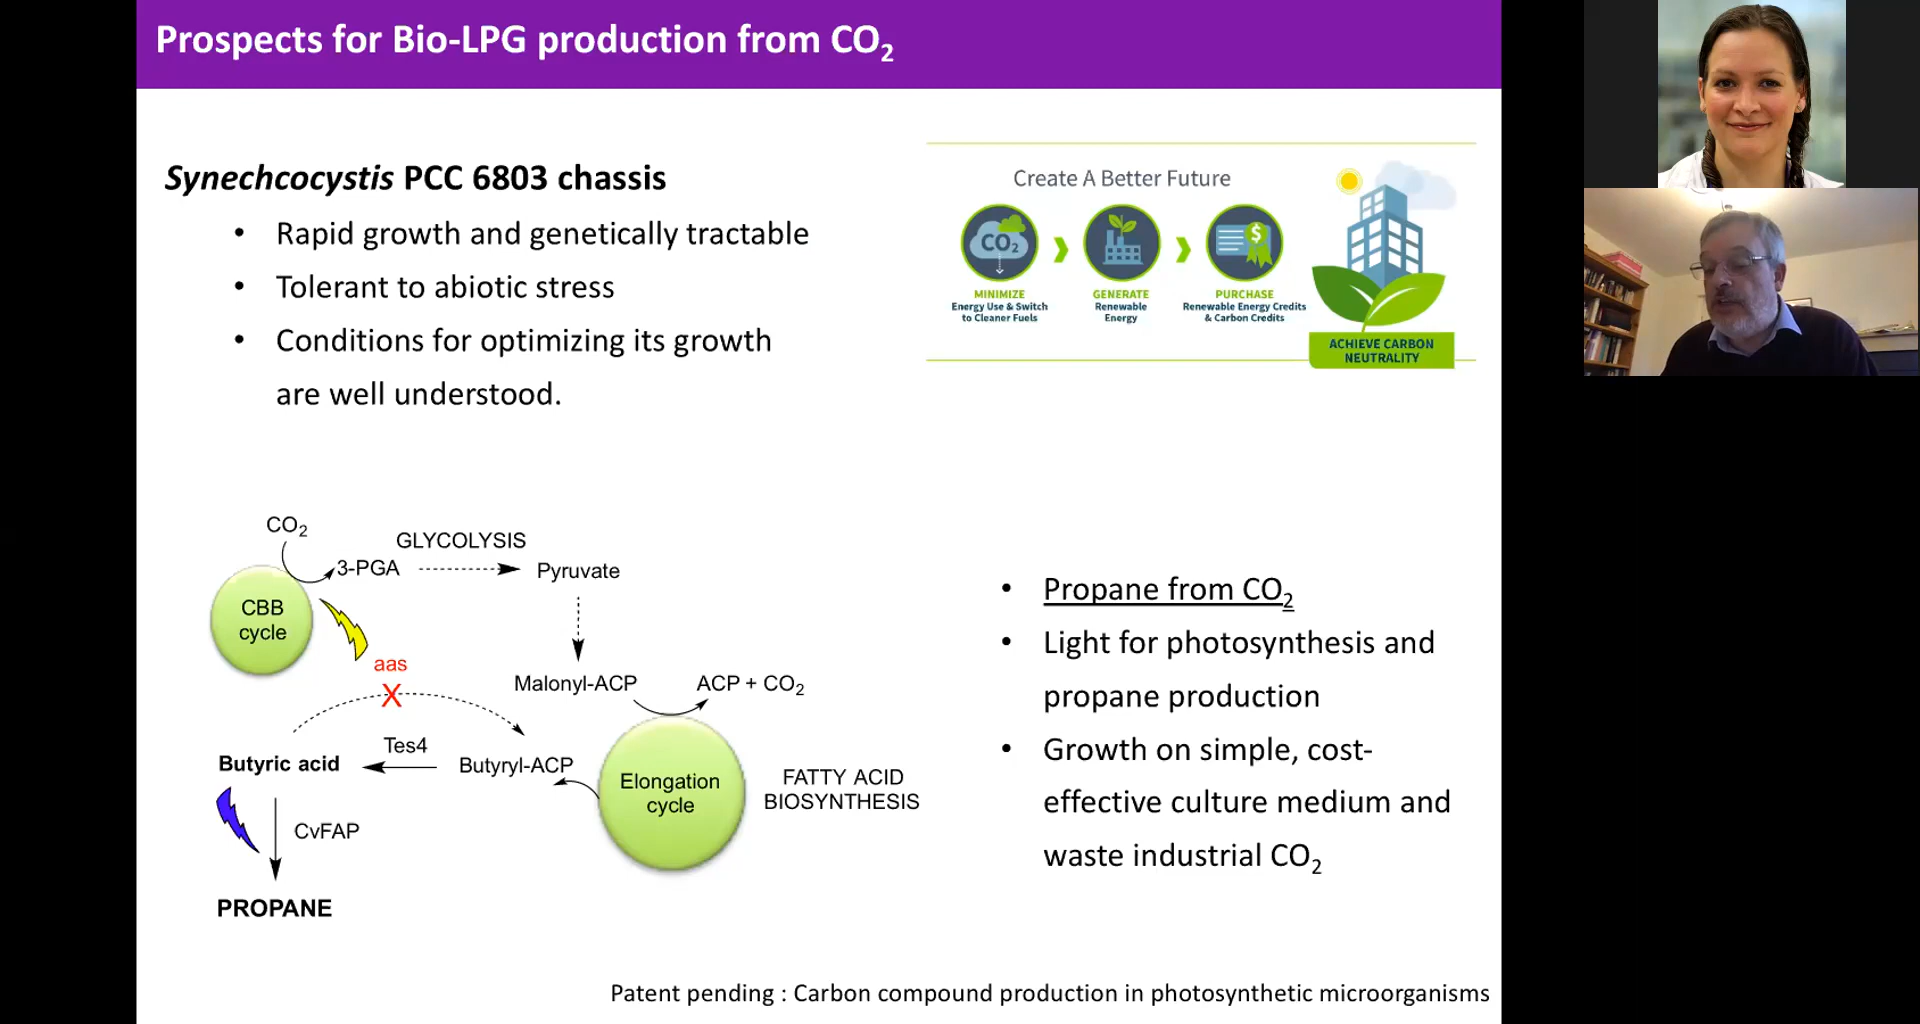 Prospects for Bio-LPG production from CO2
Synechcocystis PCC 6803 chassis
• Rapid growth and genetically tractable
• Tolerant to abiotic stress
• Conditions for optimizing its growth
are well understood.
Create A Better Future
CO2
$
MINIMIZE
Energy Use & Switch
to Cleaner Fuels
GENERATE
Renewable
Energy
PURCHASE
Renewable Energy Credits
& Carbon Credits
ACHIEVE CARBON
NEUTRALITY
CO2
GLYCOLYSIS
3-PGA
Pyruvate
CBB
cycle
aas
X
Malonyl-ACP
ACP + CO2
Butyric acid
Tes4
Butyryl-ACP
Elongation
cycle
FATTY ACID
BIOSYNTHESIS
CvFAP
PROPANE
• Propane from CO2
• Light for photosynthesis and
propane production
• Growth on simple, cost-
effective culture medium and
waste industrial CO2
Patent pending : Carbon compound production in photosynthetic microorganisms